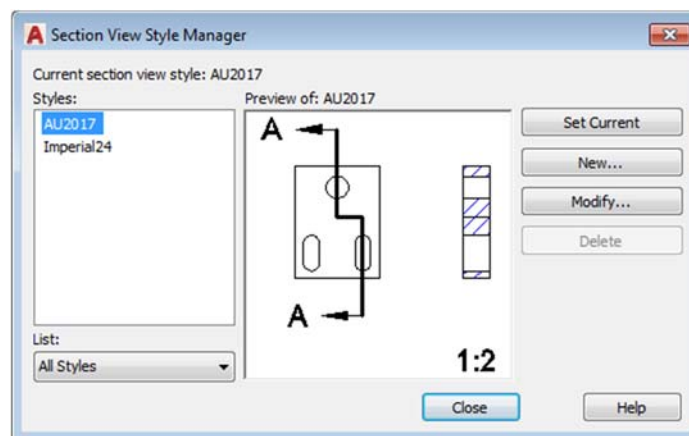 A Section View Style Manager
Current section view style: AU2017
Styles:
AU2017
Imperial24
List:
All Styles
Preview of: AU2017
A
A
1:2
Set Current
New...
Modify...
Delete
Close
Help